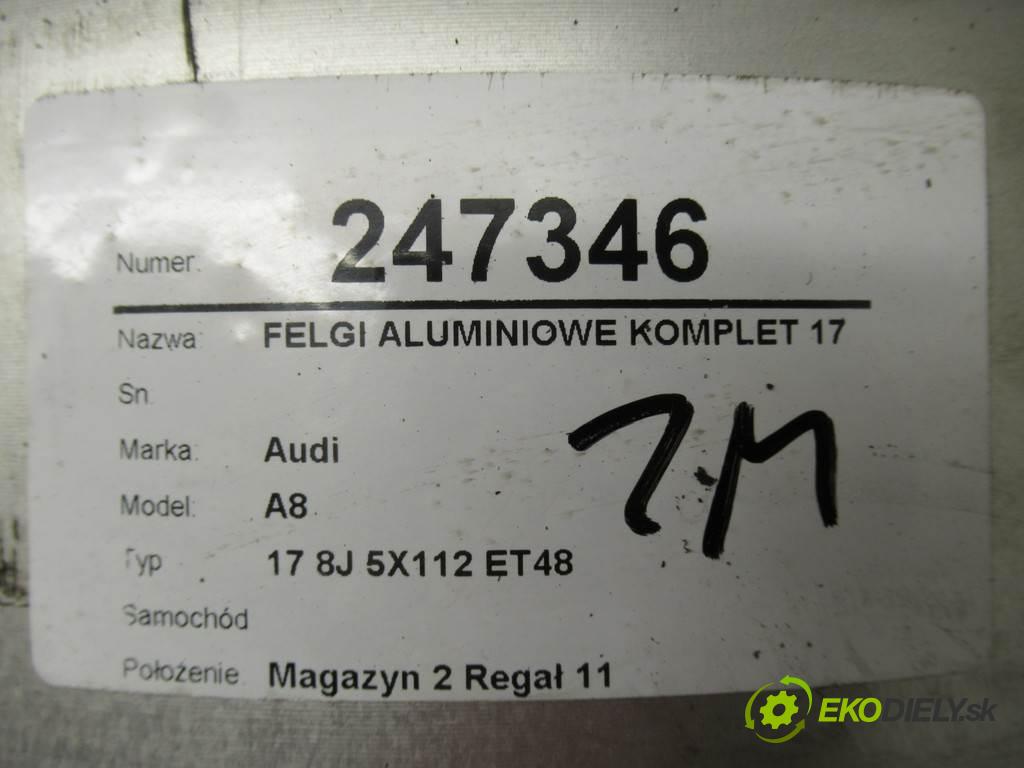 Numer: 247346
Nazwa: FELGI ALUMINIOWE KOMPLET 17
Sn.
Marka: Audi
Model: A8
Typ 17 8J 5X112 ET48
Samochód
Położenie Magazyn 2 Regał 11
EKODIELY.sk